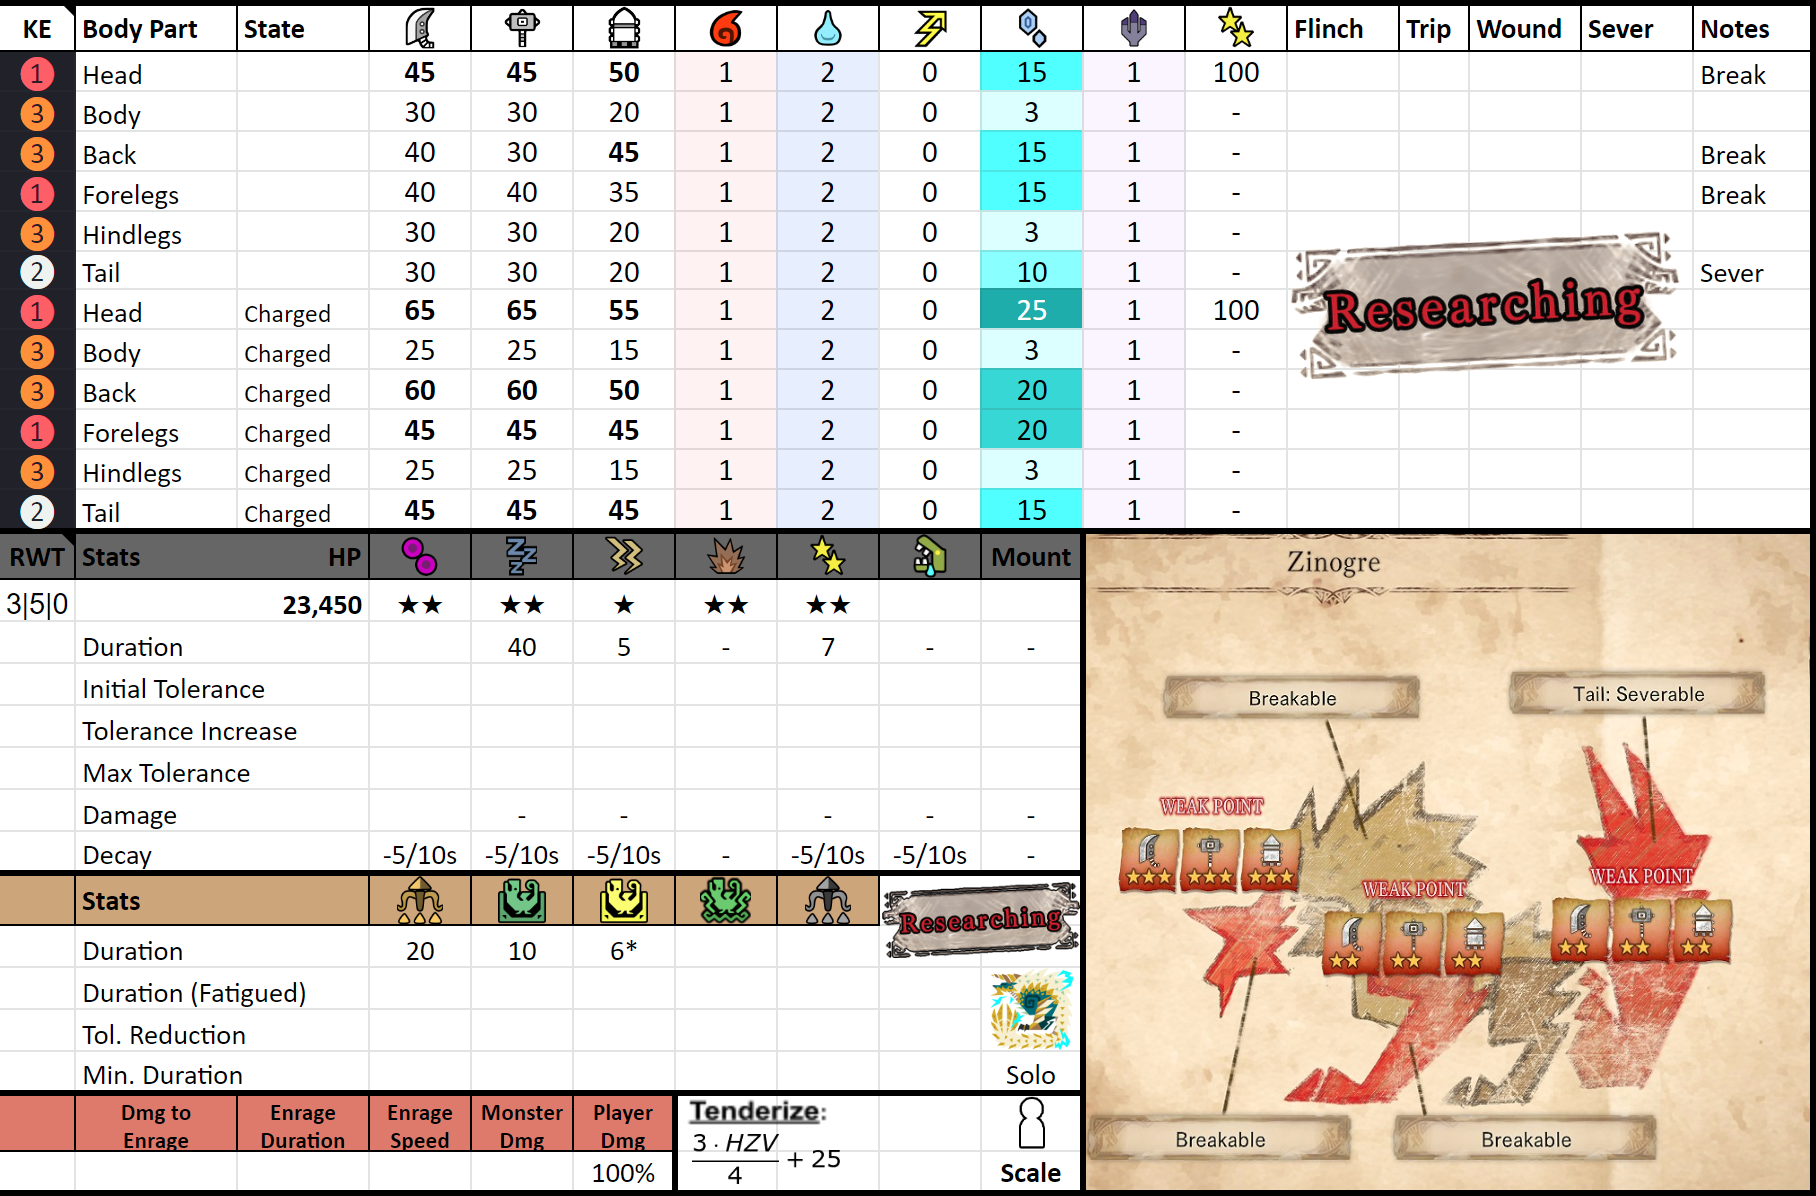 KE Body Part State Flinch Trip Wound Sever Notes
1 Head 45 45 50 1 2 0 15 1 100 Break
3 Body 30 30 20 1 2 0 3 1 -
3 Back 40 30 45 1 2 0 15 1 - Break
1 Forelegs 40 40 35 1 2 0 15 1 - Break
3 Hindlegs 30 30 20 1 2 0 3 1 -
2 Tail 30 30 20 1 2 0 10 1 - Sever
1 Head Charged 65 65 55 1 2 0 25 1 100
Researching
3 Body Charged 25 25 15 1 2 0 3 1 -
3 Back Charged 60 60 50 1 2 0 20 1 -
1 Forelegs Charged 45 45 45 1 2 0 20 1 -
3 Hindlegs Charged 25 25 15 1 2 0 3 1 -
2 Tail Charged 45 45 45 1 2 0 15 1 -
RWT Stats HP Mount
3|5|0 23,450 ★★ ★★ ★ ★★ ★★
Duration 40 5 - 7 - -
Initial Tolerance
Tolerance Increase
Max Tolerance
Damage - - - - -
Decay -5/10s -5/10s -5/10s - -5/10s -5/10s -
Stats
Researching
Duration 20 10 6*
Duration (Fatigued)
Tol. Reduction
Min. Duration Solo
Dmg to Enrage
Enrage Duration
Enrage Speed
Monster Dmg
Player Dmg
100%
Tenderize:
3 · HZV
4
+ 25
Scale
Zinogre
Breakable
Tail: Severable
WEAK POINT
WEAK POINT
WEAK POINT
Breakable
Breakable